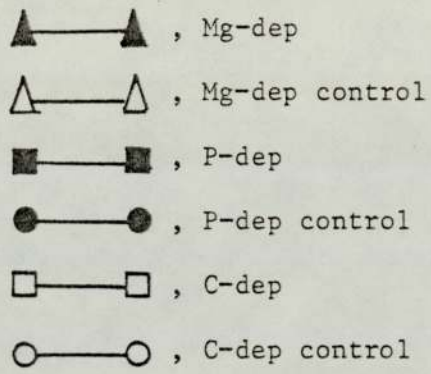 , Mg-dep
, Mg-dep control
, P-dep
, P-dep control
, C-dep
, C-dep control